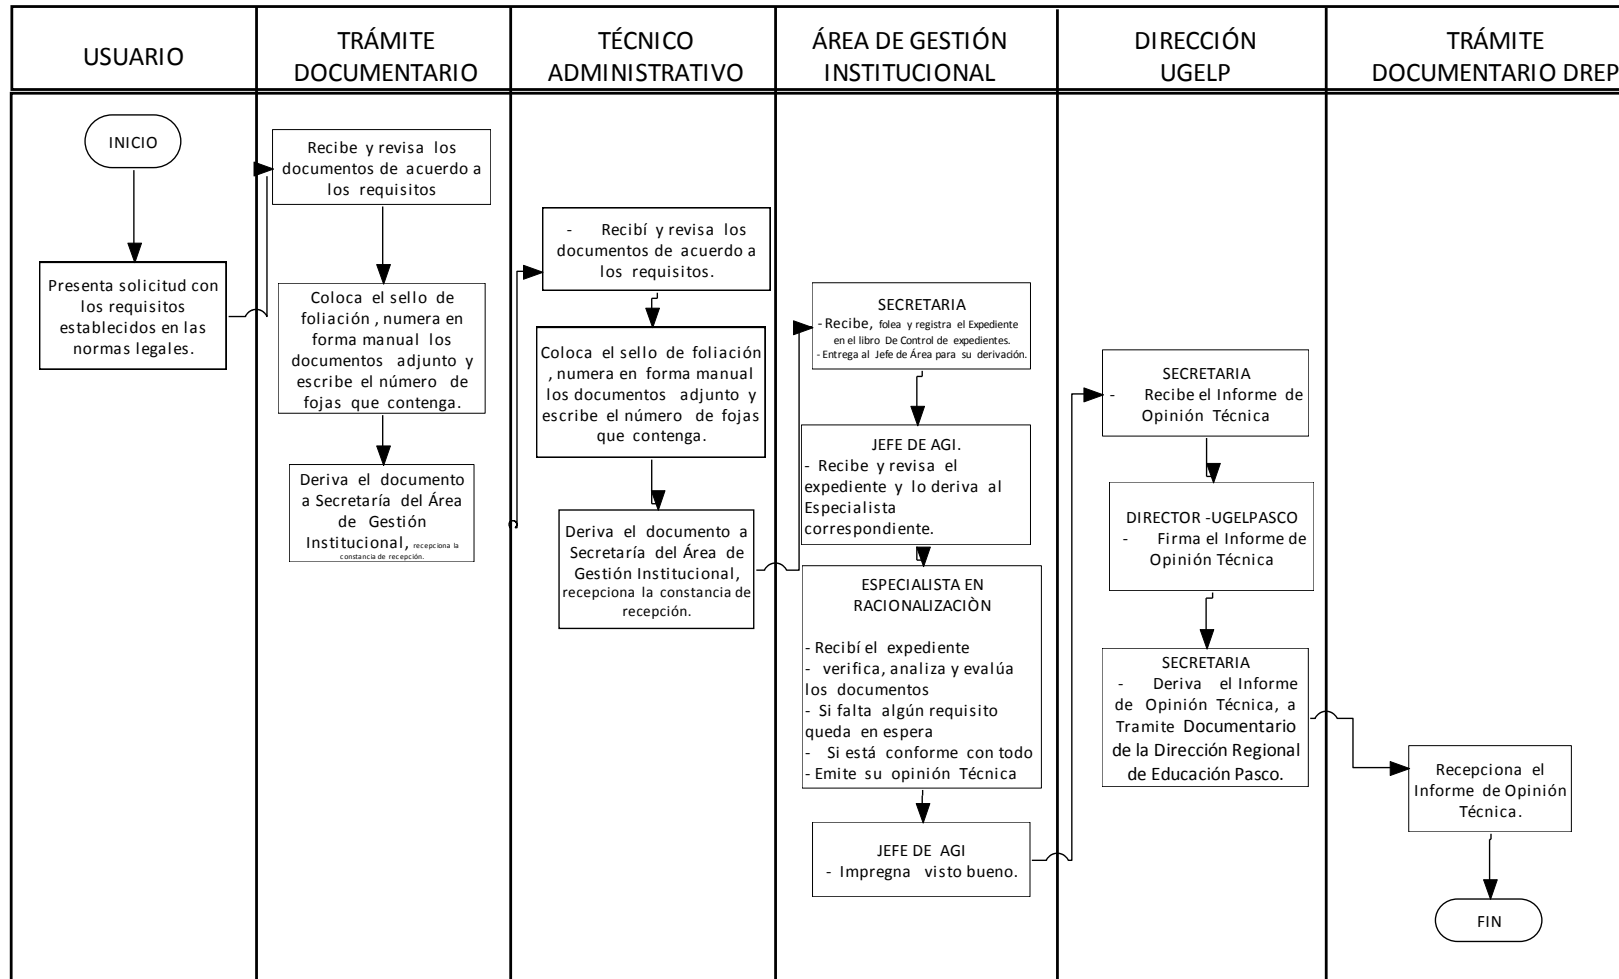 USUARIO
TRÁMITE
DOCUMENTARIO
TÉCNICO
ADMINISTRATIVO
ÁREA DE GESTIÓN
INSTITUCIONAL
DIRECCIÓN
UGELP
TRÁMITE
DOCUMENTARIO DREP
INICIO
Presenta solicitud con
los requisitos
establecidos en las
normas legales.
Recibe y revisa los
documentos de acuerdo a
los requisitos
Coloca el sello de
foliación , numera en
forma manual los
documentos adjunto y
escribe el número de
fojas que contenga.
Deriva el documento
a Secretaría del Área
de Gestión
Institucional, recepciona la
constancia de recepción.
- Recibí y revisa los
documentos de acuerdo a
los requisitos.
Coloca el sello de foliación
, numera en forma manual
los documentos adjunto y
escribe el número de fojas
que contenga.
Deriva el documento a
Secretaría del Área de
Gestión Institucional,
recepciona la constancia de
recepción.
SECRETARIA
- Recibe, folea y registra el Expediente
en el libro De Control de expedientes.
- Entrega al Jefe de Área para su derivación.
JEFE DE AGI.
- Recibe y revisa el
expediente y lo deriva al
Especialista
correspondiente.
ESPECIALISTA EN
RACIONALIZACIÒN
- Recibí el expediente
- verifica, analiza y evalúa
los documentos
- Si falta algún requisito
queda en espera
- Si está conforme con todo
- Emite su opinión Técnica
JEFE DE AGI
- Impregna visto bueno.
SECRETARIA
- Recibe el Informe de
Opinión Técnica
DIRECTOR -UGELPASCO
- Firma el Informe de
Opinión Técnica
SECRETARIA
- Deriva el Informe
de Opinión Técnica, a
Tramite Documentario
de la Dirección Regional
de Educación Pasco.
Recepciona el
Informe de Opinión
Técnica.
FIN